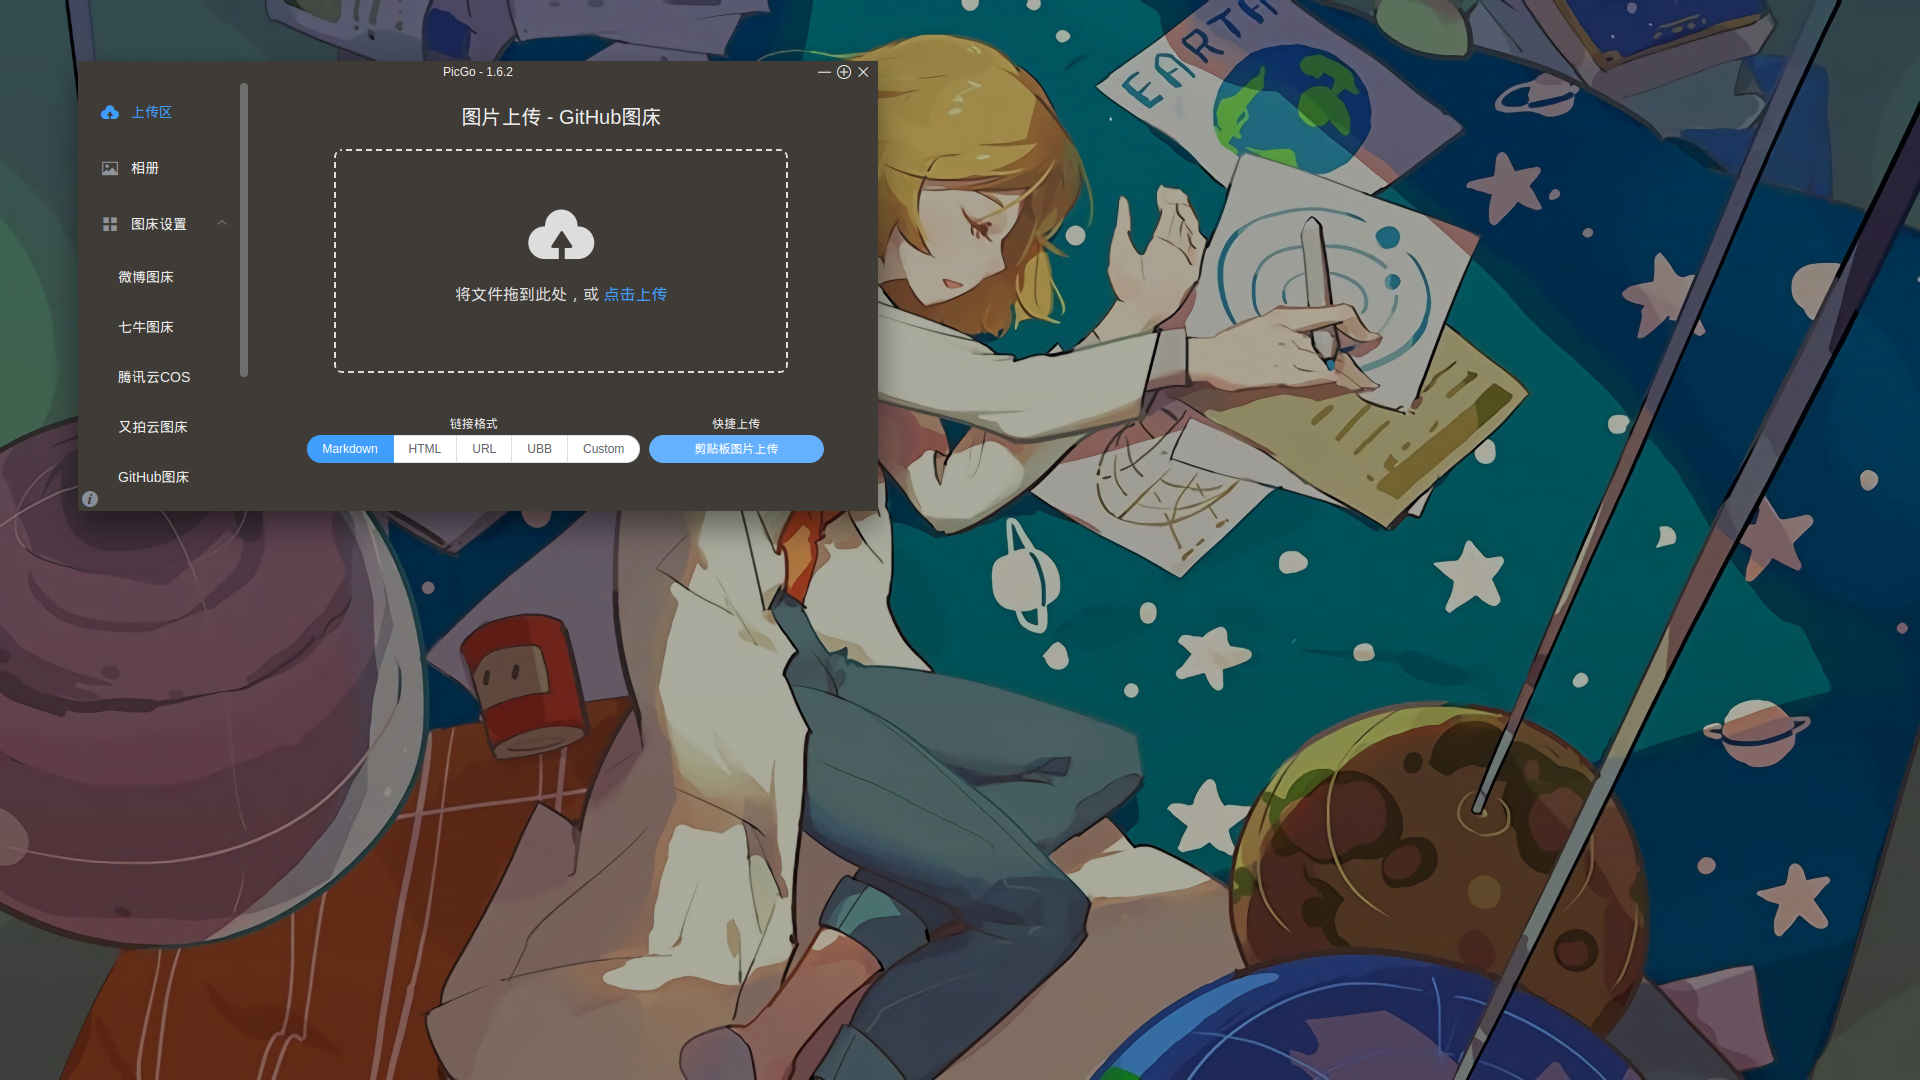 EARTH
PicGo - 1.6.2
上传区
相册
图床设置
微博图床
七牛图床
腾讯云COS
又拍云图床
GitHub图床
图片上传 - GitHub图床
将文件拖到此处，或 点击上传
链接格式
Markdown HTML URL UBB Custom
快捷上传
剪贴板图片上传